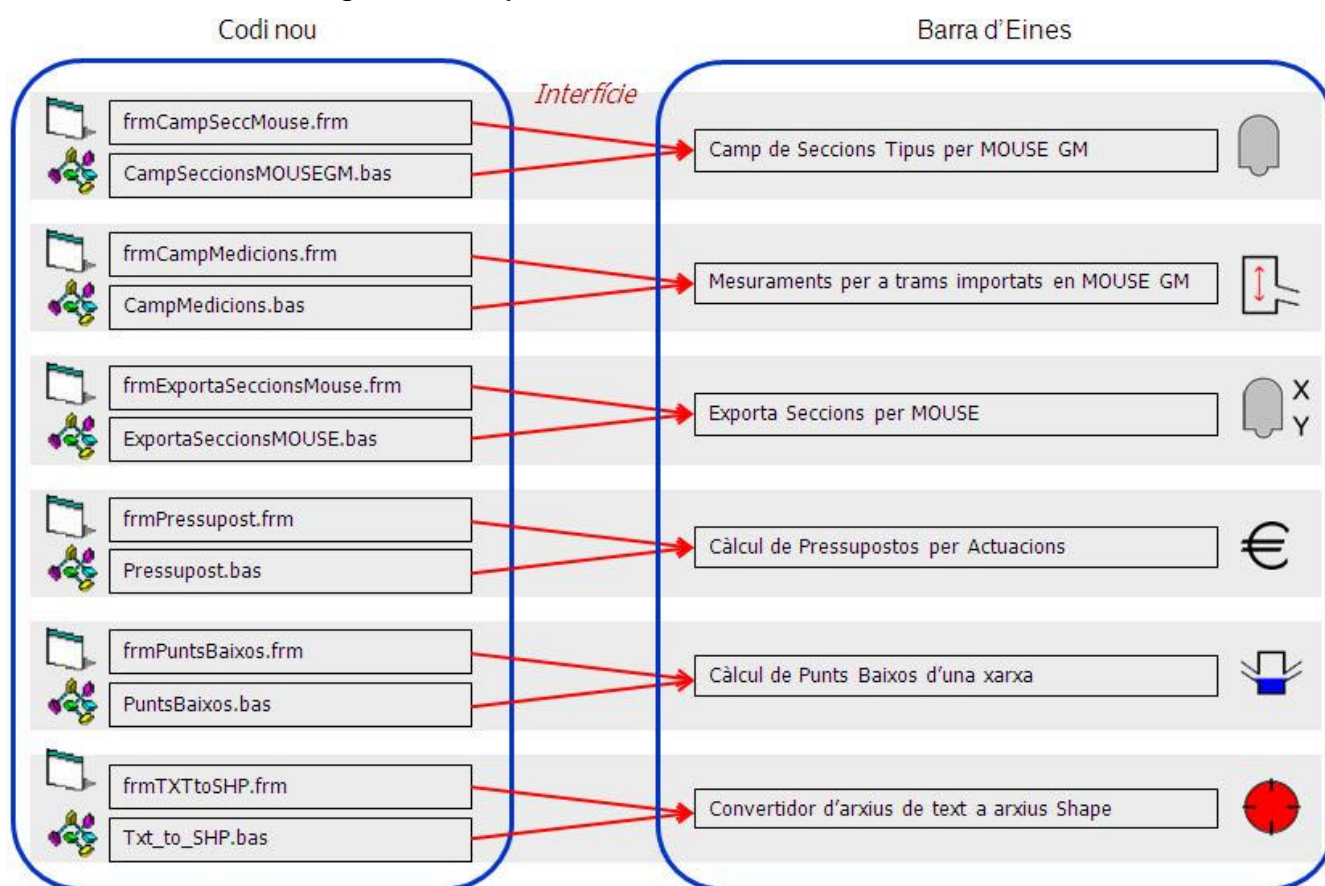 Codi nou
Barra d'Eines
Interfície
frmCampSeccMouse.frm
CampSeccionsMOUSEGM.bas
Camp de Seccions Tipus per MOUSE GM
frmCampMedicions.frm
CampMedicions.bas
Mesuraments per a trams importats en MOUSE GM
frmExportaSeccionsMouse.frm
ExportaSeccionsMOUSE.bas
Exporta Seccions per MOUSE
X
Y
frmPressupost.frm
Pressupost.bas
Càlcul de Pressupostos per Actuacions
€
frmPuntsBaixos.frm
PuntsBaixos.bas
Càlcul de Punts Baixos d'una xarxa
frmTXTtoSHP.frm
Txt_to_SHP.bas
Convertidor d'arxius de text a arxius Shape